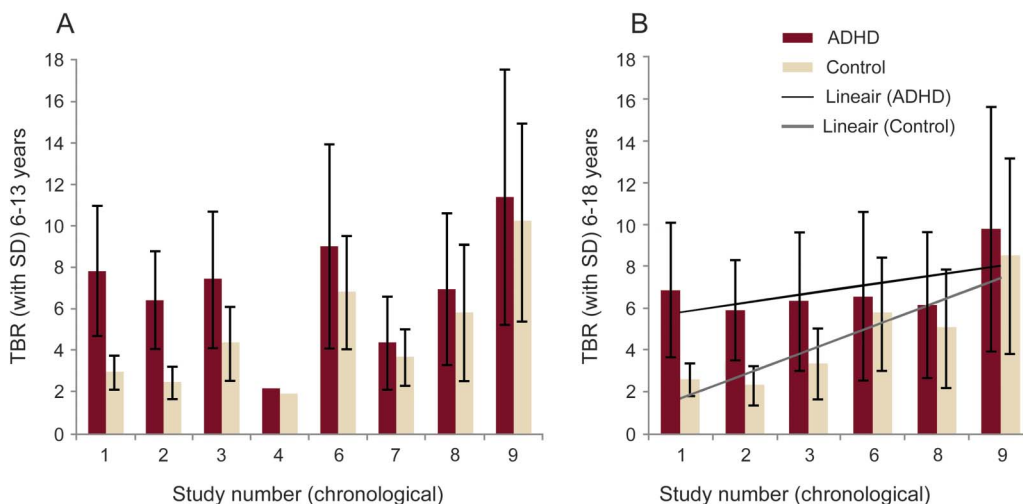 A
TBR (with SD) 6-13 years
18
16
14
12
10
8
6
4
2
0
1 2 3 4 6 7 8 9
Study number (chronological)
B
TBR (with SD) 6-18 years
18
16
14
12
10
8
6
4
2
0
1 2 3 6 8 9
Study number (chronological)
ADHD
Control
Lineair (ADHD)
Lineair (Control)